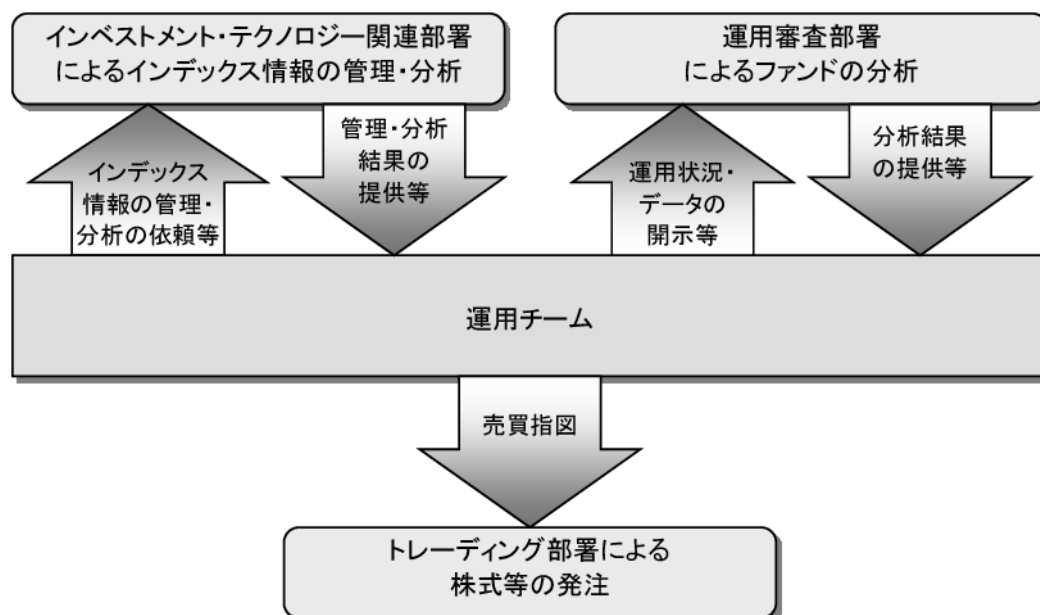 インベストメント・テクノロジー関連部署
によるインデックス情報の管理・分析
運用審査部署
によるファンドの分析
インデックス
情報の管理・
分析の依頼等
管理・分析
結果の
提供等
運用状況・
データの
開示等
分析結果
の提供等
運用チーム
売買指図
トレーディング部署による
株式等の発注